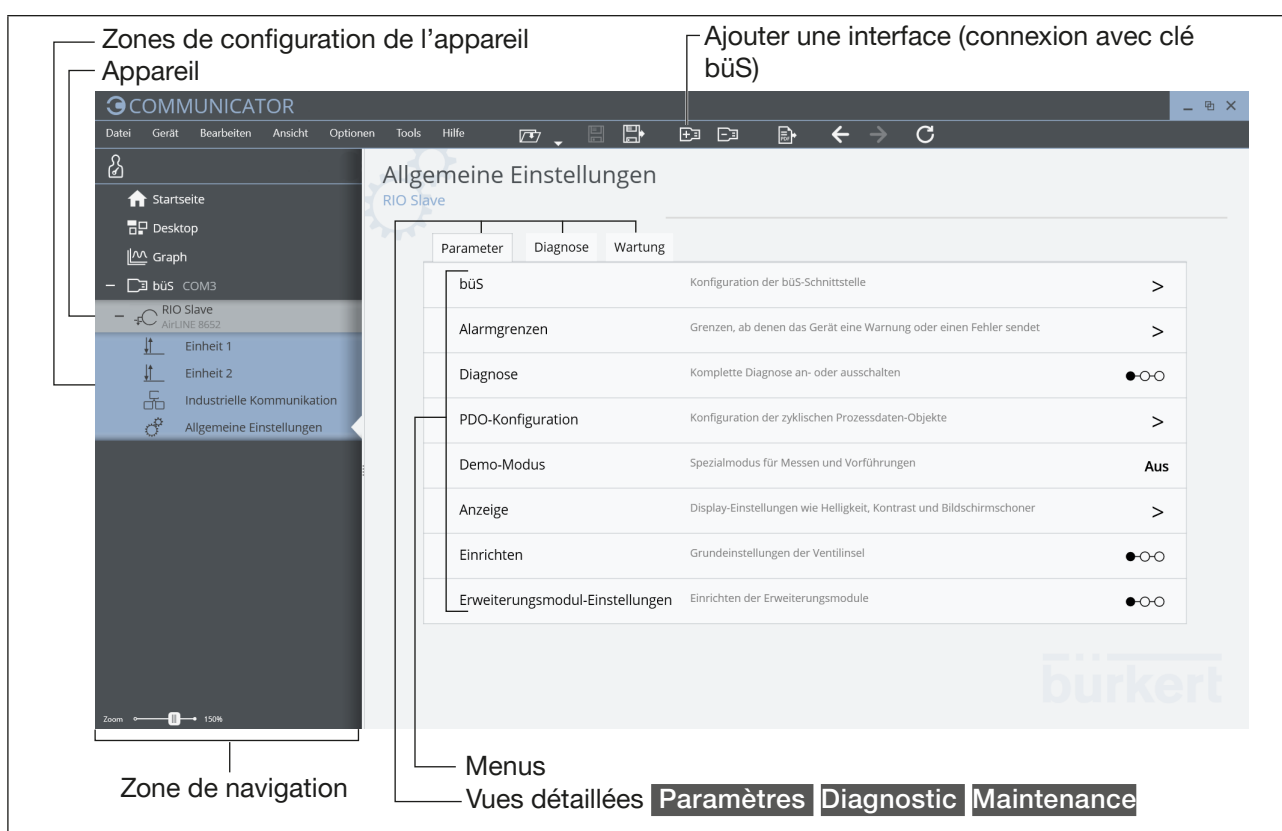 Zones de configuration de l’appareil
Appareil
Ajouter une interface (connexion avec clé
büS)
COMMUNICATOR
Datei Gerät Bearbeiten Ansicht Optionen Tools Hilfe
Allgemeine Einstellungen
RIO Slave
Startseite
Desktop
Graph
büS COM3
RIO Slave
AirLINE 8652
Einheit 1
Einheit 2
Industrielle Kommunikation
Allgemeine Einstellungen
Parameter Diagnose Wartung
büS Konfiguration der büS-Schnittstelle >
Alarmgrenzen Grenzen, ab denen das Gerät eine Warnung oder einen Fehler sendet >
Diagnose Komplette Diagnose an- oder ausschalten
PDO-Konfiguration Konfiguration der zyklischen Prozessdaten-Objekte >
Demo-Modus Spezialmodus für Messen und Vorführungen Aus
Anzeige Display-Einstellungen wie Helligkeit, Kontrast und Bildschirmschoner >
Einrichten Grundeinstellungen der Ventilinsel
Erweiterungsmodul-Einstellungen Einrichten der Erweiterungsmodule
bürkert
Zoom 150%
Zone de navigation
Menus
Vues détaillées Paramètres Diagnostic Maintenance